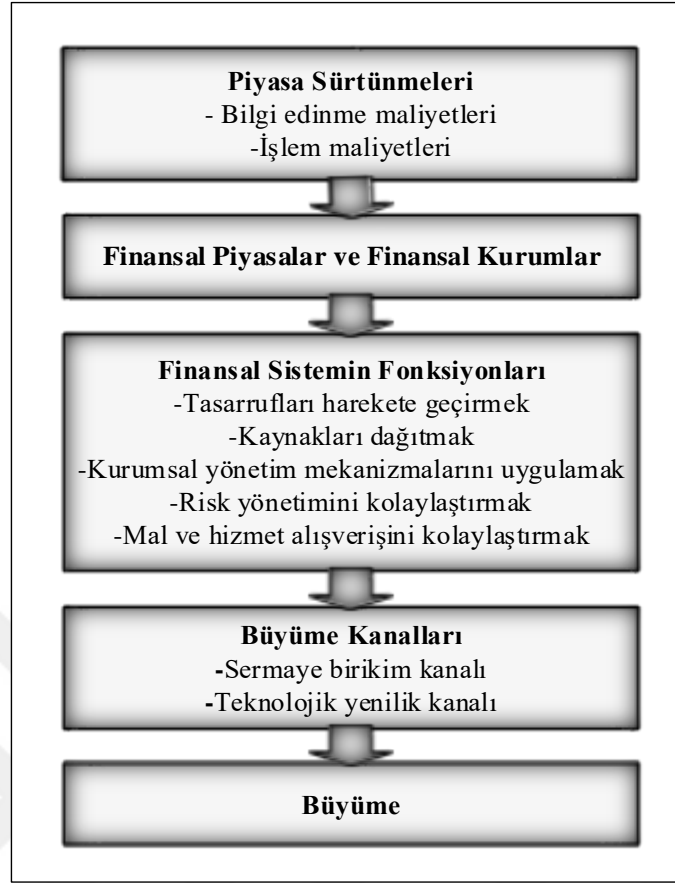 Piyasa Sürtünmeleri
- Bilgi edinme maliyetleri
-İşlem maliyetleri
Finansal Piyasalar ve Finansal Kurumlar
Finansal Sistemin Fonksiyonları
-Tasarrufları harekete geçirmek
-Kaynakları dağıtmak
-Kurumsal yönetim mekanizmalarını uygulamak
-Risk yönetimini kolaylaştırmak
-Mal ve hizmet alışverişini kolaylaştırmak
Büyüme Kanalları
-Sermaye birikim kanalı
-Teknolojik yenilik kanalı
Büyüme